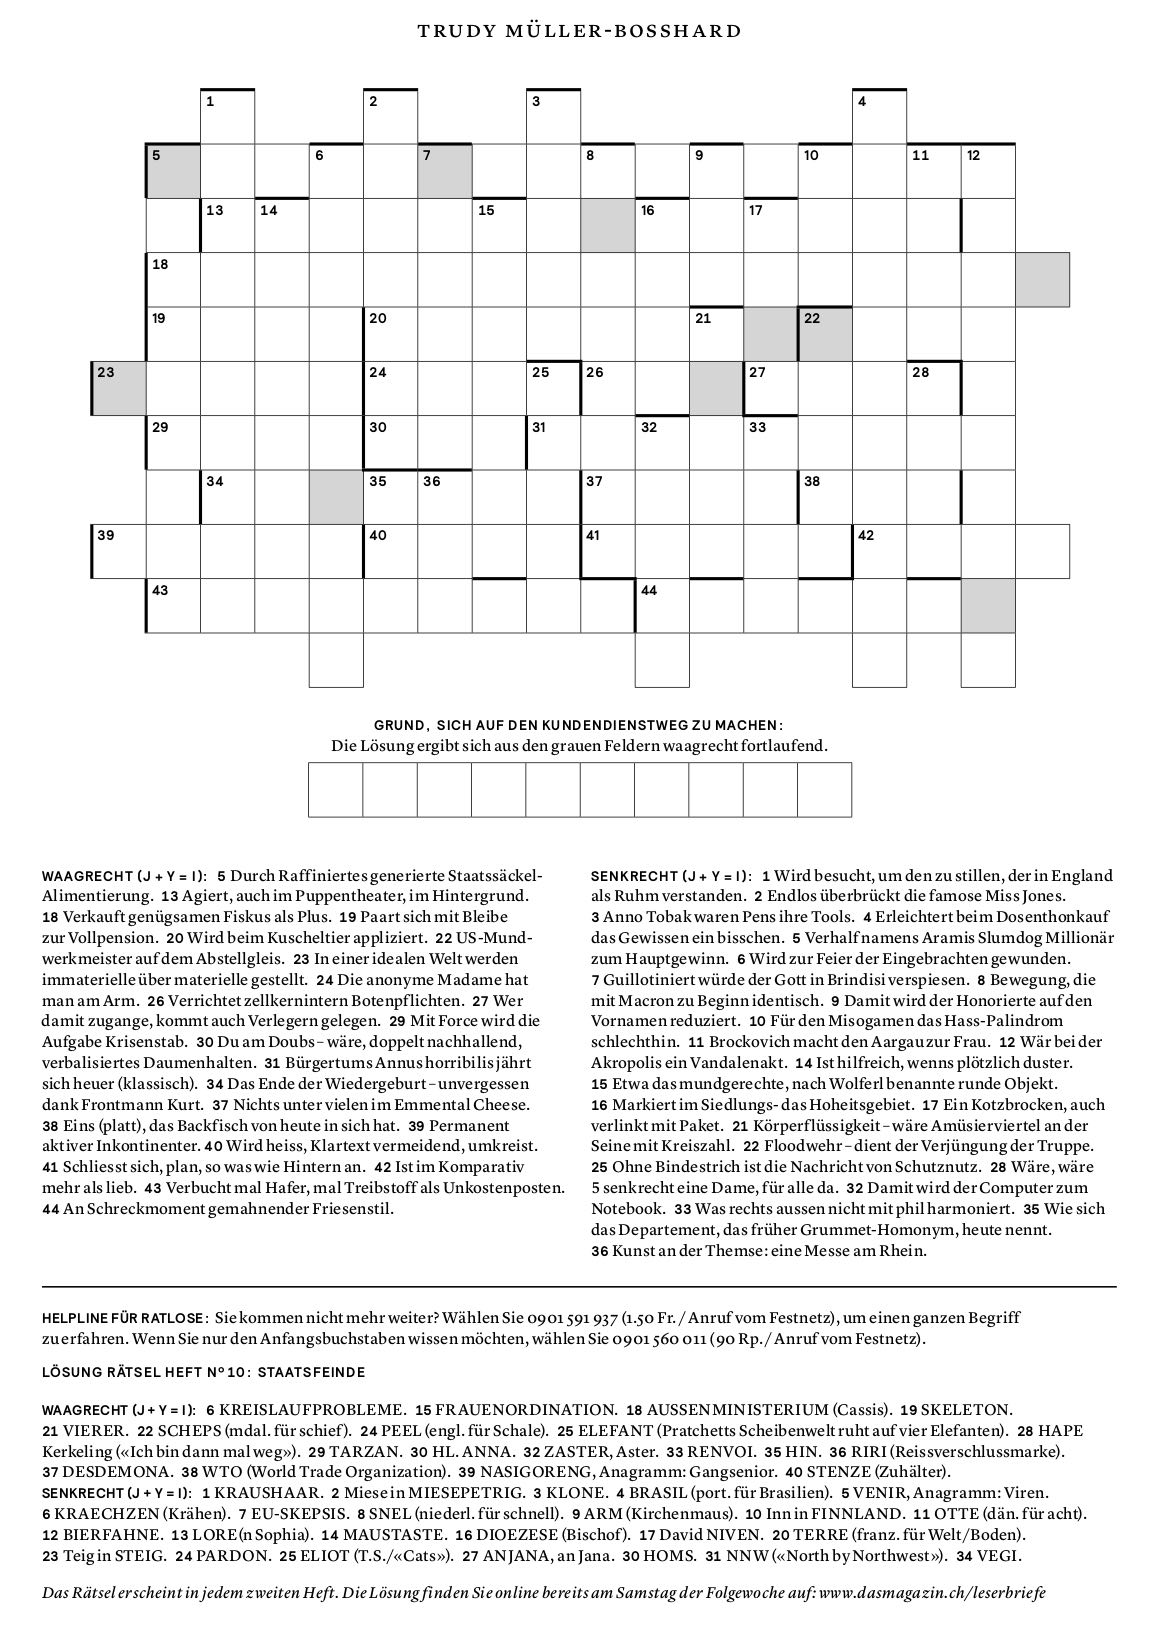 TRUDY MÜLLER-BOSSHARD
1 2 3 4
5 6 7 8 9 10 11 12
13 14 15 16 17
18
19 20 21 22
23 24 25 26 27 28
29 30 31 32 33
34 35 36 37 38
39 40 41 42
43 44
GRUND, SICH AUF DEN KUNDENDIENSTWEG ZU MACHEN:
Die Lösung ergibt sich aus den grauen Feldern waagrecht fortlaufend.
WAAGRECHT (J + Y = I): 5 Durch Raffiniertes generierte Staatssäckel-
Alimentierung. 13 Agiert, auch im Puppentheater, im Hintergrund.
18 Verkauft genügsamen Fiskus als Plus. 19 Paart sich mit Bleibe
zur Vollpension. 20 Wird beim Kuscheltier appliziert. 22 US-Mund-
werkmeister auf dem Abstellgleis. 23 In einer idealen Welt werden
immaterielle über materielle gestellt. 24 Die anonyme Madame hat
man am Arm. 26 Verrichtet zellkernintern Botenpflichten. 27 Wer
damit zugange, kommt auch Verlegern gelegen. 29 Mit Force wird die
Aufgabe Krisenstab. 30 Du am Doubs – wäre, doppelt nachhallend,
verbalisiertes Daumenhalten. 31 Bürgertums Annus horribilis jährt
sich heuer (klassisch). 34 Das Ende der Wiedergeburt – unvergessen
dank Frontmann Kurt. 37 Nichts unter vielen im Emmental Cheese.
38 Eins (platt), das Backfisch von heute in sich hat. 39 Permanent
aktiver Inkontinenter. 40 Wird heiss, Klartext vermeidend, umkreist.
41 Schliesst sich, plan, so was wie Hintern an. 42 Ist im Komparativ
mehr als lieb. 43 Verbucht mal Hafer, mal Treibstoff als Unkostenposten.
44 An Schreckmoment gemahnender Friesenstil.
SENKRECHT (J + Y = I): 1 Wird besucht, um den zu stillen, der in England
als Ruhm verstanden. 2 Endlos überbrückt die famose Miss Jones.
3 Anno Tobak waren Pens ihre Tools. 4 Erleichtert beim Dosenthonkauf
das Gewissen ein bisschen. 5 Verhalf namens Aramis Slumdog Millionär
zum Hauptgewinn. 6 Wird zur Feier der Eingebrachten gewunden.
7 Guillotiniert würde der Gott in Brindisi verspiesen. 8 Bewegung, die
mit Macron zu Beginn identisch. 9 Damit wird der Honorierte auf den
Vornamen reduziert. 10 Für den Misogamen das Hass-Palindrom
schlechthin. 11 Brockovich macht den Aargau zur Frau. 12 Wär bei der
Akropolis ein Vandalenakt. 14 Ist hilfreich, wenns plötzlich duster.
15 Etwa das mundgerechte, nach Wolferl benannte runde Objekt.
16 Markiert im Siedlungs- das Hoheitsgebiet. 17 Ein Kotzbrocken, auch
verlinkt mit Paket. 21 Körperflüssigkeit – wäre Amüsierviertel an der
Seine mit Kreiszahl. 22 Floodwehr – dient der Verjüngung der Truppe.
25 Ohne Bindestrich ist die Nachricht von Schutznutz. 28 Wäre, wäre
5 senkrecht eine Dame, für alle da. 32 Damit wird der Computer zum
Notebook. 33 Was rechts aussen nicht mit phil harmoniert. 35 Wie sich
das Departement, das früher Grummet-Homonym, heute nennt.
36 Kunst an der Themse: eine Messe am Rhein.
HELPLINE FÜR RATLOSE: Sie kommen nicht mehr weiter? Wählen Sie 0901 591 937 (1.50 Fr. / Anruf vom Festnetz), um einen ganzen Begriff
zu erfahren. Wenn Sie nur den Anfangsbuchstaben wissen möchten, wählen Sie 0901 560 011 (90 Rp. / Anruf vom Festnetz).
LÖSUNG RÄTSEL HEFT Nº 10: STAATSFEINDE
WAAGRECHT (J + Y = I): 6 KREISLAUFPROBLEME. 15 FRAUENORDINATION. 18 AUSSENMINISTERIUM (Cassis). 19 SKELETON.
21 VIERER. 22 SCHEPS (mdal. für schief). 24 PEEL (engl. für Schale). 25 ELEFANT (Pratchetts Scheibenwelt ruht auf vier Elefanten). 28 HAPE
Kerkeling («Ich bin dann mal weg»). 29 TARZAN. 30 HL. ANNA. 32 ZASTER, Aster. 33 RENVOI. 35 HIN. 36 RIRI (Reissverschlussmarke).
37 DESDEMONA. 38 WTO (World Trade Organization). 39 NASIGORENG, Anagramm: Gangsenior. 40 STENZE (Zuhälter).
SENKRECHT (J + Y = I): 1 KRAUSHAAR. 2 Miese in MIESEPETRIG. 3 KLONE. 4 BRASIL (port. für Brasilien). 5 VENIR, Anagramm: Viren.
6 KRAECHZEN (Krähen). 7 EU-SKEPSIS. 8 SNEL (niederl. für schnell). 9 ARM (Kirchenmaus). 10 Inn in FINNLAND. 11 OTTE (dän. für acht).
12 BIERFAHNE. 13 LORE(n Sophia). 14 MAUSTASTE. 16 DIOEZESE (Bischof). 17 David NIVEN. 20 TERRE (franz. für Welt/Boden).
23 Teig in STEIG. 24 PARDON. 25 ELIOT (T.S./«Cats»). 27 ANJANA, an Jana. 30 HOMS. 31 NNW («North by Northwest»). 34 VEGI.
Das Rätsel erscheint in jedem zweiten Heft. Die Lösung finden Sie online bereits am Samstag der Folgewoche auf: www.dasmagazin.ch/leserbriefe